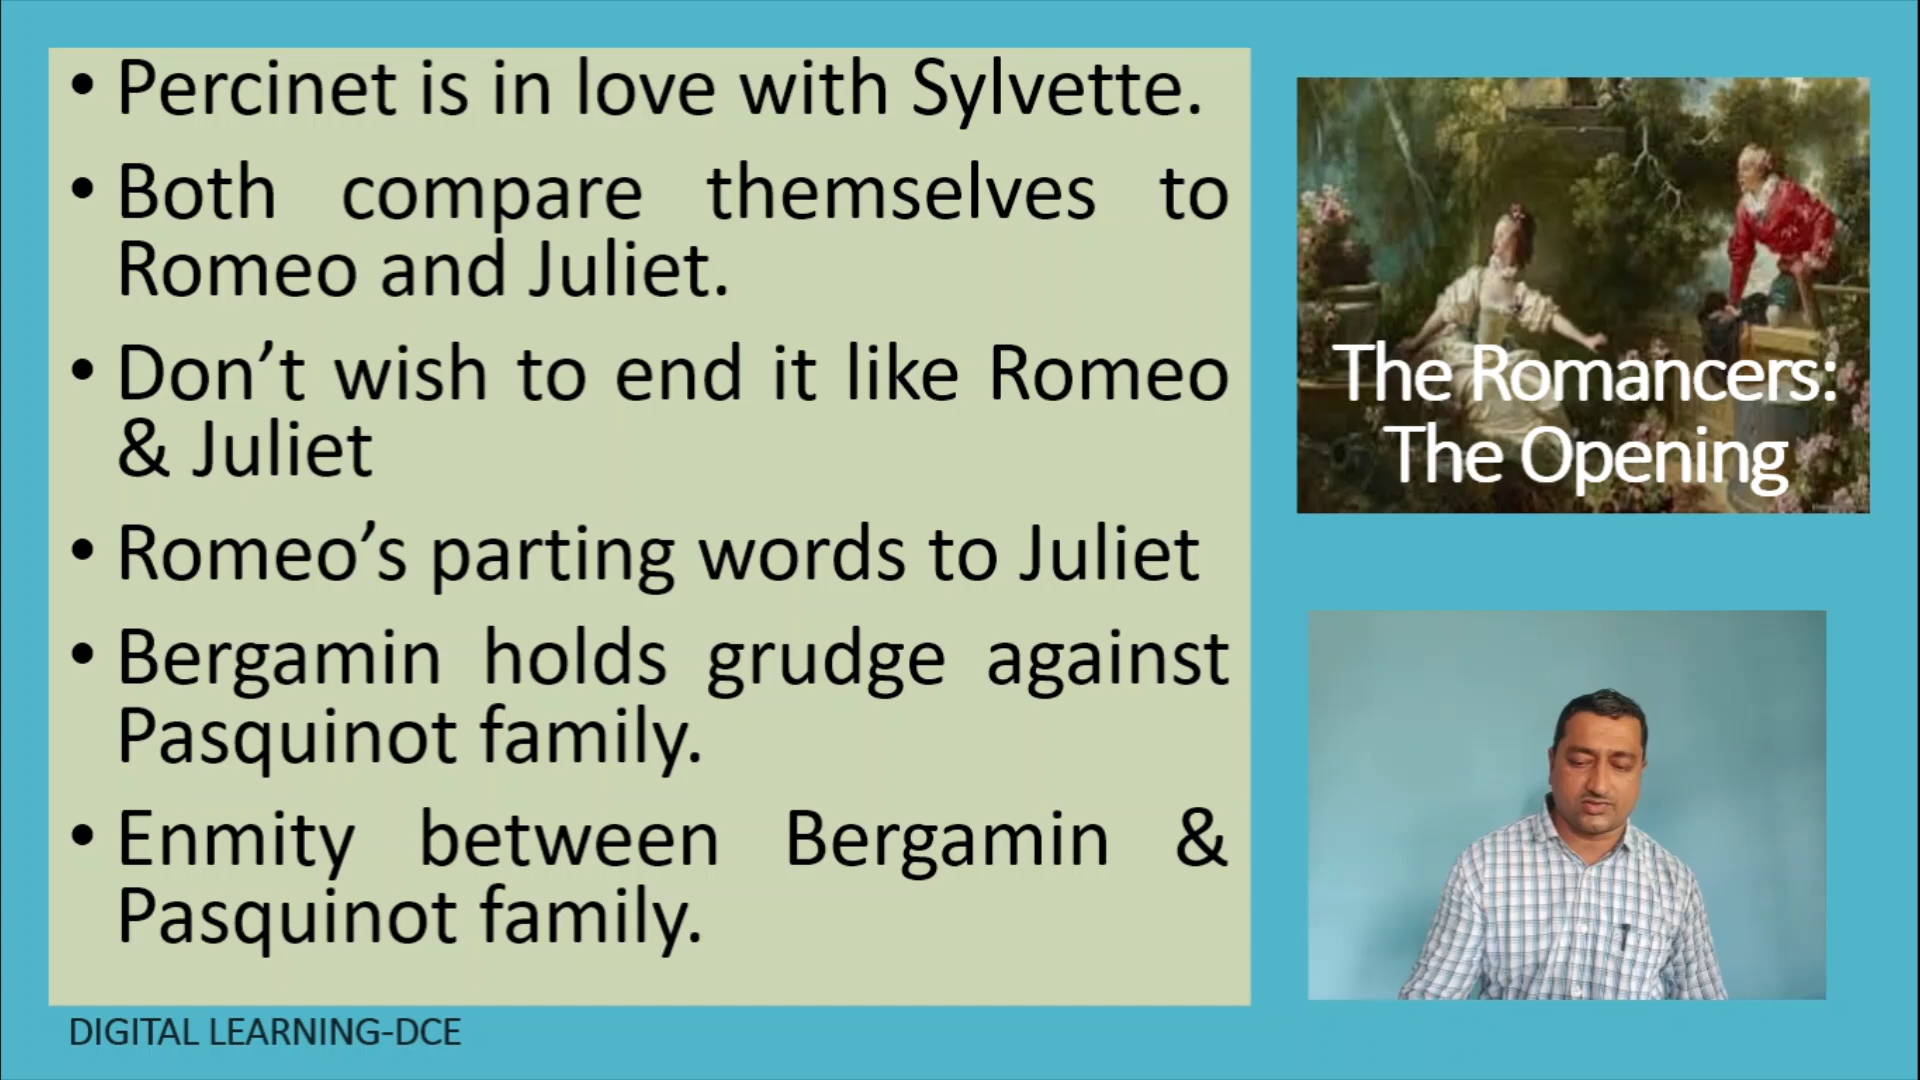 • Percinet is in love with Sylvette.
• Both compare themselves to
Romeo and Juliet.
• Don’t wish to end it like Romeo
& Juliet
• Romeo’s parting words to Juliet
• Bergamin holds grudge against
Pasquinot family.
• Enmity between Bergamin &
Pasquinot family.
The Romancers:
The Opening
DIGITAL LEARNING-DCE